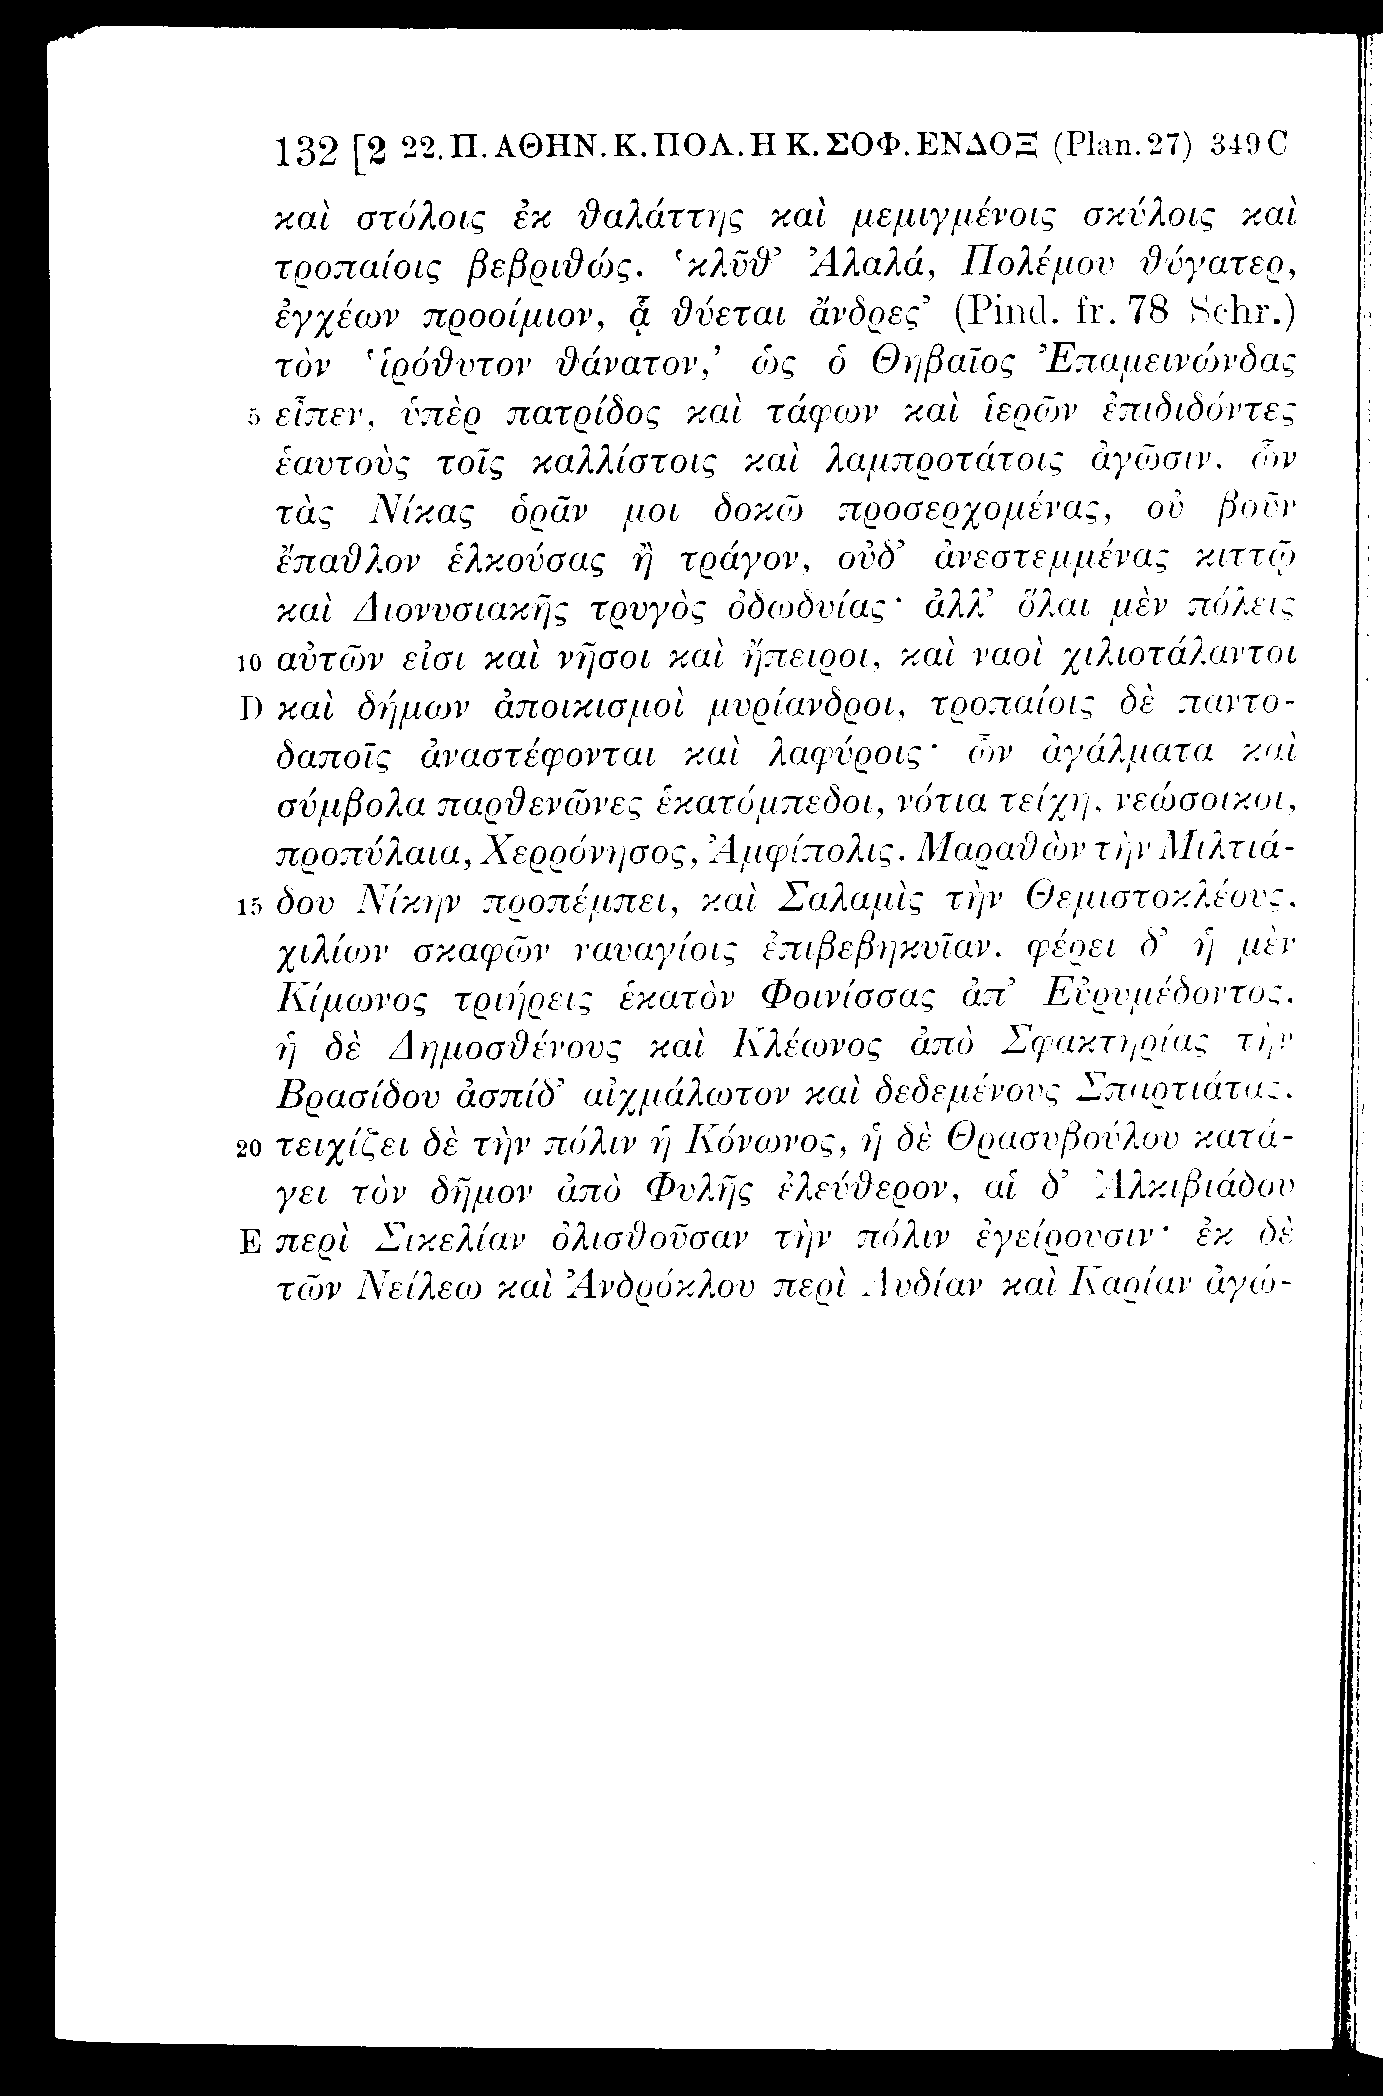 132 [2 22. Π. ΑΘΗΝ. Κ. ΠΟΛ. Η Κ. ΣΟΦ. ΕΝΔΟΞ (Plan. 27) 349 C
καὶ στόλοις ἐκ θαλάττης καὶ μεμιγμένοις σκύλοις καὶ
τροπαίοις βεβριθώς. ‘κλῦθ’ Ἀλαλά, Πολέμου θύγατερ,
ἐγχέων προοίμιον, ᾇ θύεται ἄνδρες’ (Pind. fr. 78 Schr.)
τὸν ‘ἱρόθυτον θάνατον,’ ὡς ὁ Θηβαῖος Ἐπαμεινώνδας
5 εἶπεν, ὑπὲρ πατρίδος καὶ τάφων καὶ ἱερῶν ἐπιδιδόντες
ἑαυτοὺς τοῖς καλλίστοις καὶ λαμπροτάτοις ἀγῶσιν. ὧν
τὰς Νίκας ὁρᾶν μοι δοκῶ προσερχομένας, οὐ βοῦν
ἔπαθλον ἑλκούσας ἢ τράγον, οὐδ’ ἀνεστεμμένας κιττῷ
καὶ Διονυσιακῆς τρυγὸς ὀδωδυίας· ἀλλ’ ὅλαι μὲν πόλεις
10 αὐτῶν εἰσι καὶ νῆσοι καὶ ἤπειροι, καὶ ναοὶ χιλιοτάλαντοι
D καὶ δήμων ἀποικισμοὶ μυρίανδροι, τροπαίοις δὲ παντο-
δαποῖς ἀναστέφονται καὶ λαφύροις· ὧν ἀγάλματα καὶ
σύμβολα παρθενῶνες ἑκατόμπεδοι, νότια τείχη, νεώσοικοι,
προπύλαια, Χερρόνησος, Ἀμφίπολις. Μαραθὼν τὴν Μιλτιά-
15 δου Νίκην προπέμπει, καὶ Σαλαμὶς τὴν Θεμιστοκλέους,
χιλίων σκαφῶν ναυαγίοις ἐπιβεβηκυῖαν. φέρει δ’ ἡ μὲν
Κίμωνος τριήρεις ἑκατὸν Φοινίσσας ἀπ’ Εὐρυμέδοντος,
ἡ δὲ Δημοσθένους καὶ Κλέωνος ἀπὸ Σφακτηρίας τὴν
Βρασίδου ἀσπίδ’ αἰχμάλωτον καὶ δεδεμένους Σπαρτιάτας.
20 τειχίζει δὲ τὴν πόλιν ἡ Κόνωνος, ἡ δὲ Θρασυβούλου κατά-
γει τὸν δῆμον ἀπὸ Φυλῆς ἐλεύθερον, αἱ δ’ Ἀλκιβιάδου
E περὶ Σικελίαν ὀλισθοῦσαν τὴν πόλιν ἐγείρουσιν· ἐκ δὲ
τῶν Νείλεω καὶ Ἀνδρόκλου περὶ Λυδίαν καὶ Καρίαν ἀγώ-